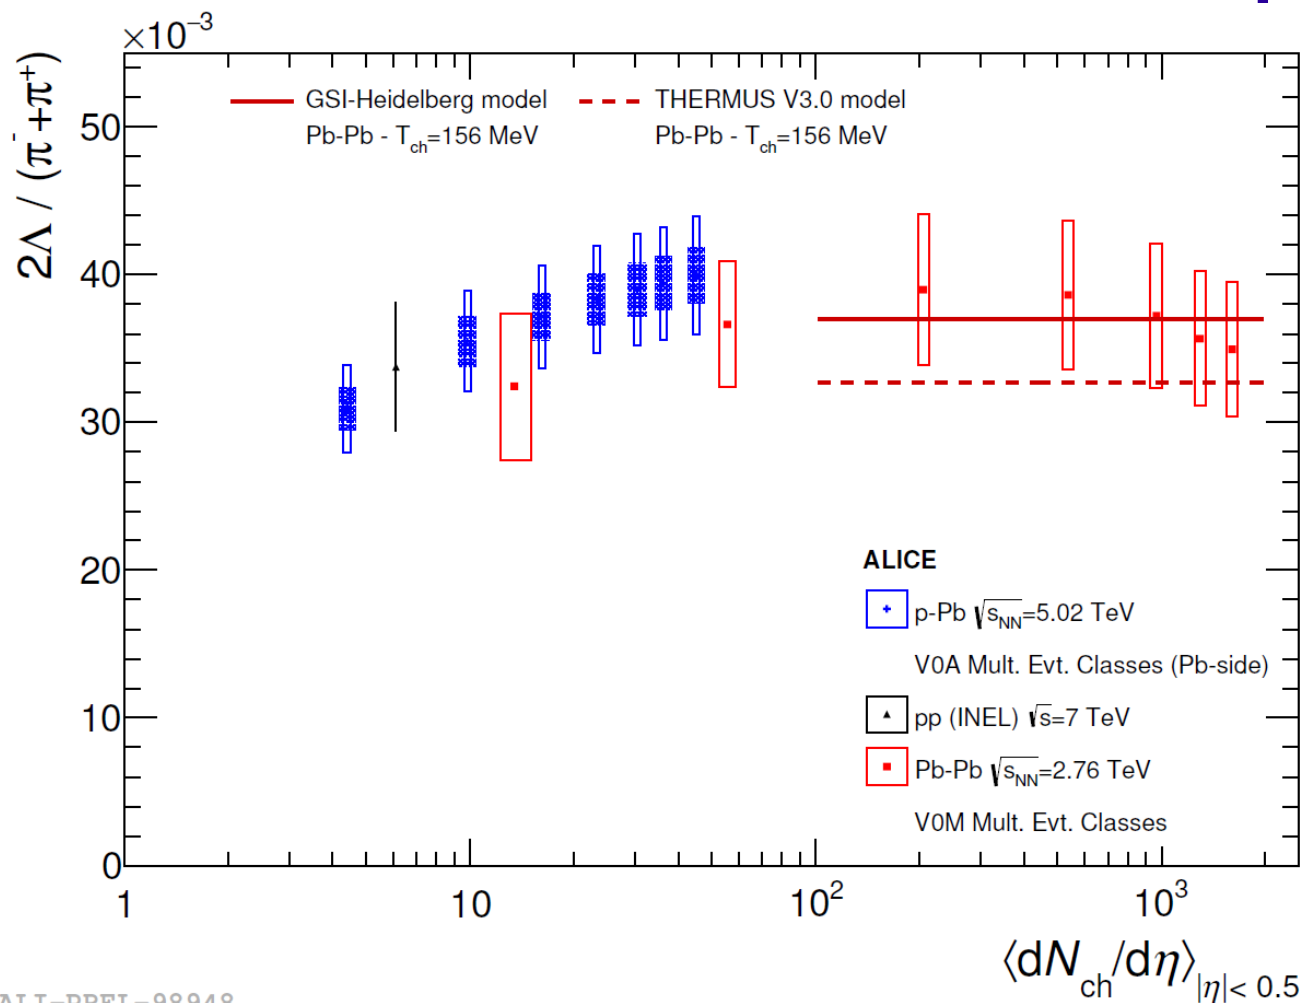 ×10⁻³
2Λ / (π⁻+π⁺)
GSI-Heidelberg model
Pb-Pb - T_ch=156 MeV
THERMUS V3.0 model
Pb-Pb - T_ch=156 MeV
50
40
30
20
10
0
ALICE
p-Pb √s_NN=5.02 TeV
V0A Mult. Evt. Classes (Pb-side)
pp (INEL) √s=7 TeV
Pb-Pb √s_NN=2.76 TeV
V0M Mult. Evt. Classes
1 10 10² 10³
⟨dN_ch/dη⟩_|η|< 0.5
ALI-PREL-98948